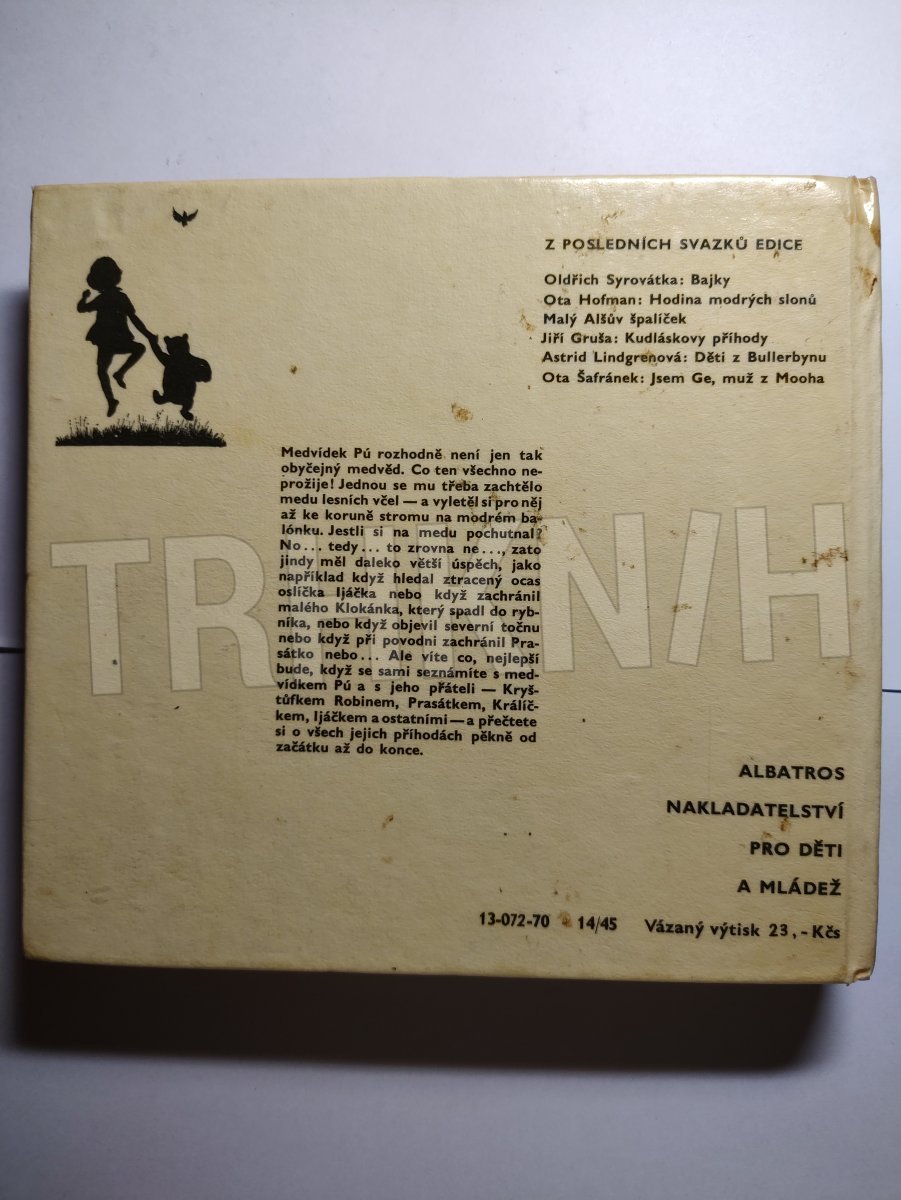 Z POSLEDNÍCH SVAZKŮ EDICE
Oldřich Syrovátka: Bajky
Ota Hofman: Hodina modrých slonů
Malý Alšův špalíček
Jiří Gruša: Kudláskovy příhody
Astrid Lindgrenová: Děti z Bullerbynu
Ota Šafránek: Jsem Ge, muž z Mooha
Medvídek Pú rozhodně není jen tak
obyčejný medvěd. Co ten všechno ne-
prožije! Jednou se mu třeba zachtělo
medu lesních včel — a vyletěl si pro něj
až ke koruně stromu na modrém ba-
lónku. Jestli si na medu pochutnal?
No... tedy... to zrovna ne..., zato
jindy měl daleko větší úspěch, jako
například když hledal ztracený ocas
oslíčka Ijáčka nebo když zachránil
malého Klokánka, který spadl do ryb-
níka, nebo když objevil severní točnu
nebo když při povodni zachránil Pra-
sátko nebo... Ale víte co, nejlepší
bude, když se sami seznámíte s med-
vídkem Pú a s jeho přáteli — Kryš-
tůfkem Robinem, Prasátkem, Králíč-
kem, Ijáčkem a ostatními — a přečtete
si o všech jejich příhodách pěkně od
začátku až do konce.
ALBATROS
NAKLADATELSTVÍ
PRO DĚTI
A MLÁDEŽ
13-072-70 - 14/45 Vázaný výtisk 23,- Kčs